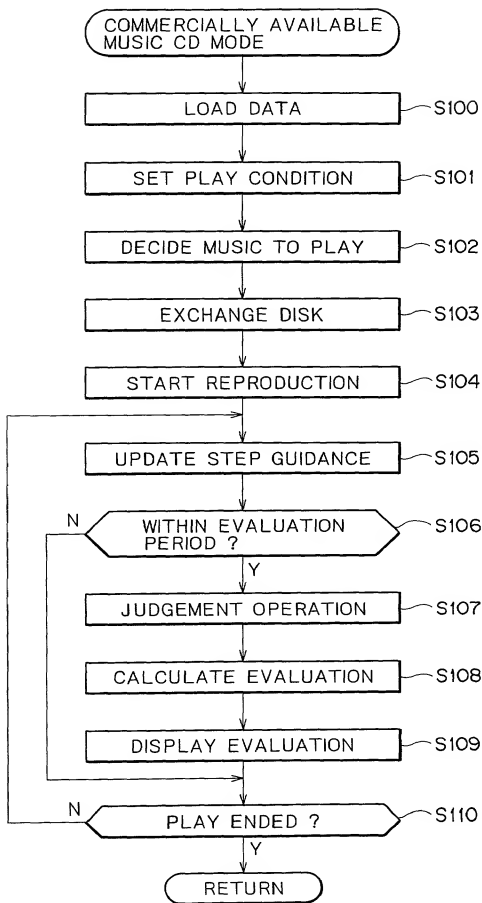 COMMERCIALLY AVAILABLE
MUSIC CD MODE
LOAD DATA
S100
SET PLAY CONDITION
S101
DECIDE MUSIC TO PLAY
S102
EXCHANGE DISK
S103
START REPRODUCTION
S104
UPDATE STEP GUIDANCE
S105
N
WITHIN EVALUATION
PERIOD ?
S106
Y
JUDGEMENT OPERATION
S107
CALCULATE EVALUATION
S108
DISPLAY EVALUATION
S109
N
PLAY ENDED ?
S110
Y
RETURN